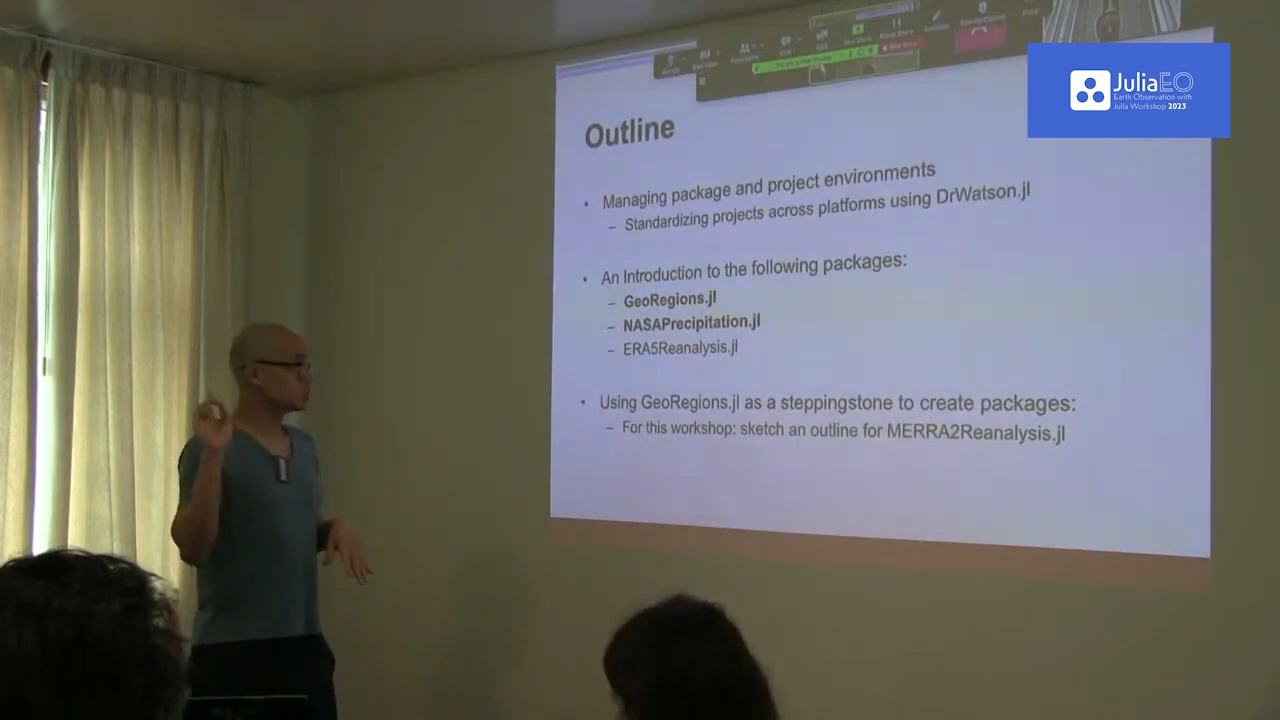 JuliaEO
Earth Observation with
Julia Workshop 2023
Outline
• Managing package and project environments
– Standardizing projects across platforms using DrWatson.jl
• An Introduction to the following packages:
– GeoRegions.jl
– NASAPrecipitation.jl
– ERA5Reanalysis.jl
• Using GeoRegions.jl as a steppingstone to create packages:
– For this workshop: sketch an outline for MERRA2Reanalysis.jl